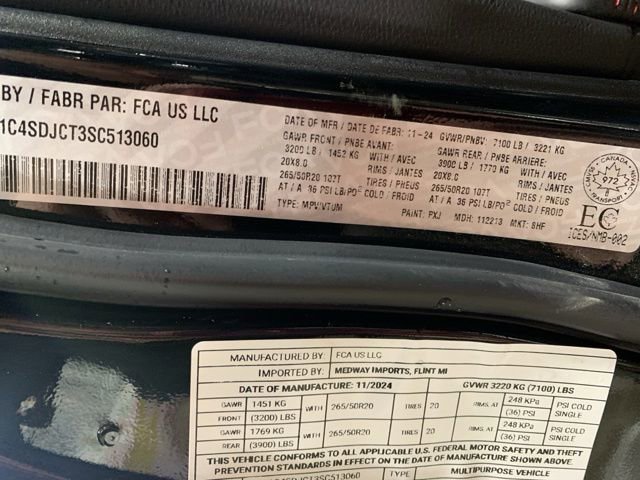 BY / FABR PAR: FCA US LLC
1C4SDJCT3SC513060
DATE OF MFR / DATE DE FABR: 11-24 GVWR/PNBV: 7100 LB / 3221 KG
GAWR FRONT / PNBE AVANT: GAWR REAR / PNBE ARRIERE:
3200 LB / 1452 KG WITH / AVEC 3900 LB / 1770 KG WITH / AVEC
20X8.0 RIMS / JANTES 20X8.0 RIMS / JANTES
265/50R20 107T TIRES / PNEUS 265/50R20 107T TIRES / PNEUS
AT / A 36 PSI LB/PO² COLD / FROID AT / A 36 PSI LB/PO² COLD / FROID
TYPE: MPV/VTUM PAINT: PXJ MDH: 112213 MKT: 8HF
CANADA
TRANSPORT
EC
ICES/NMB-002
MANUFACTURED BY: FCA US LLC
IMPORTED BY: MEDWAY IMPORTS, FLINT MI
DATE OF MANUFACTURE: 11/2024 GVWR 3220 KG (7100) LBS
GAWR 1451 KG WITH 265/50R20 TIRES 20 RIMS, AT 248 KPA PSI COLD
FRONT (3200) LBS (36) PSI SINGLE
GAWR 1769 KG WITH 265/50R20 TIRES 20 RIMS, AT 248 KPA PSI COLD
REAR (3900) LBS (36) PSI SINGLE
THIS VEHICLE CONFORMS TO ALL APPLICABLE U.S. FEDERAL MOTOR SAFETY AND
STANDARDS IN EFFECT ON THE DATE OF MANUFACTURE SHOWN ABOVE
1C4SDJCT3SC513060 TYPE MULTIPURPOSE VEHICLE